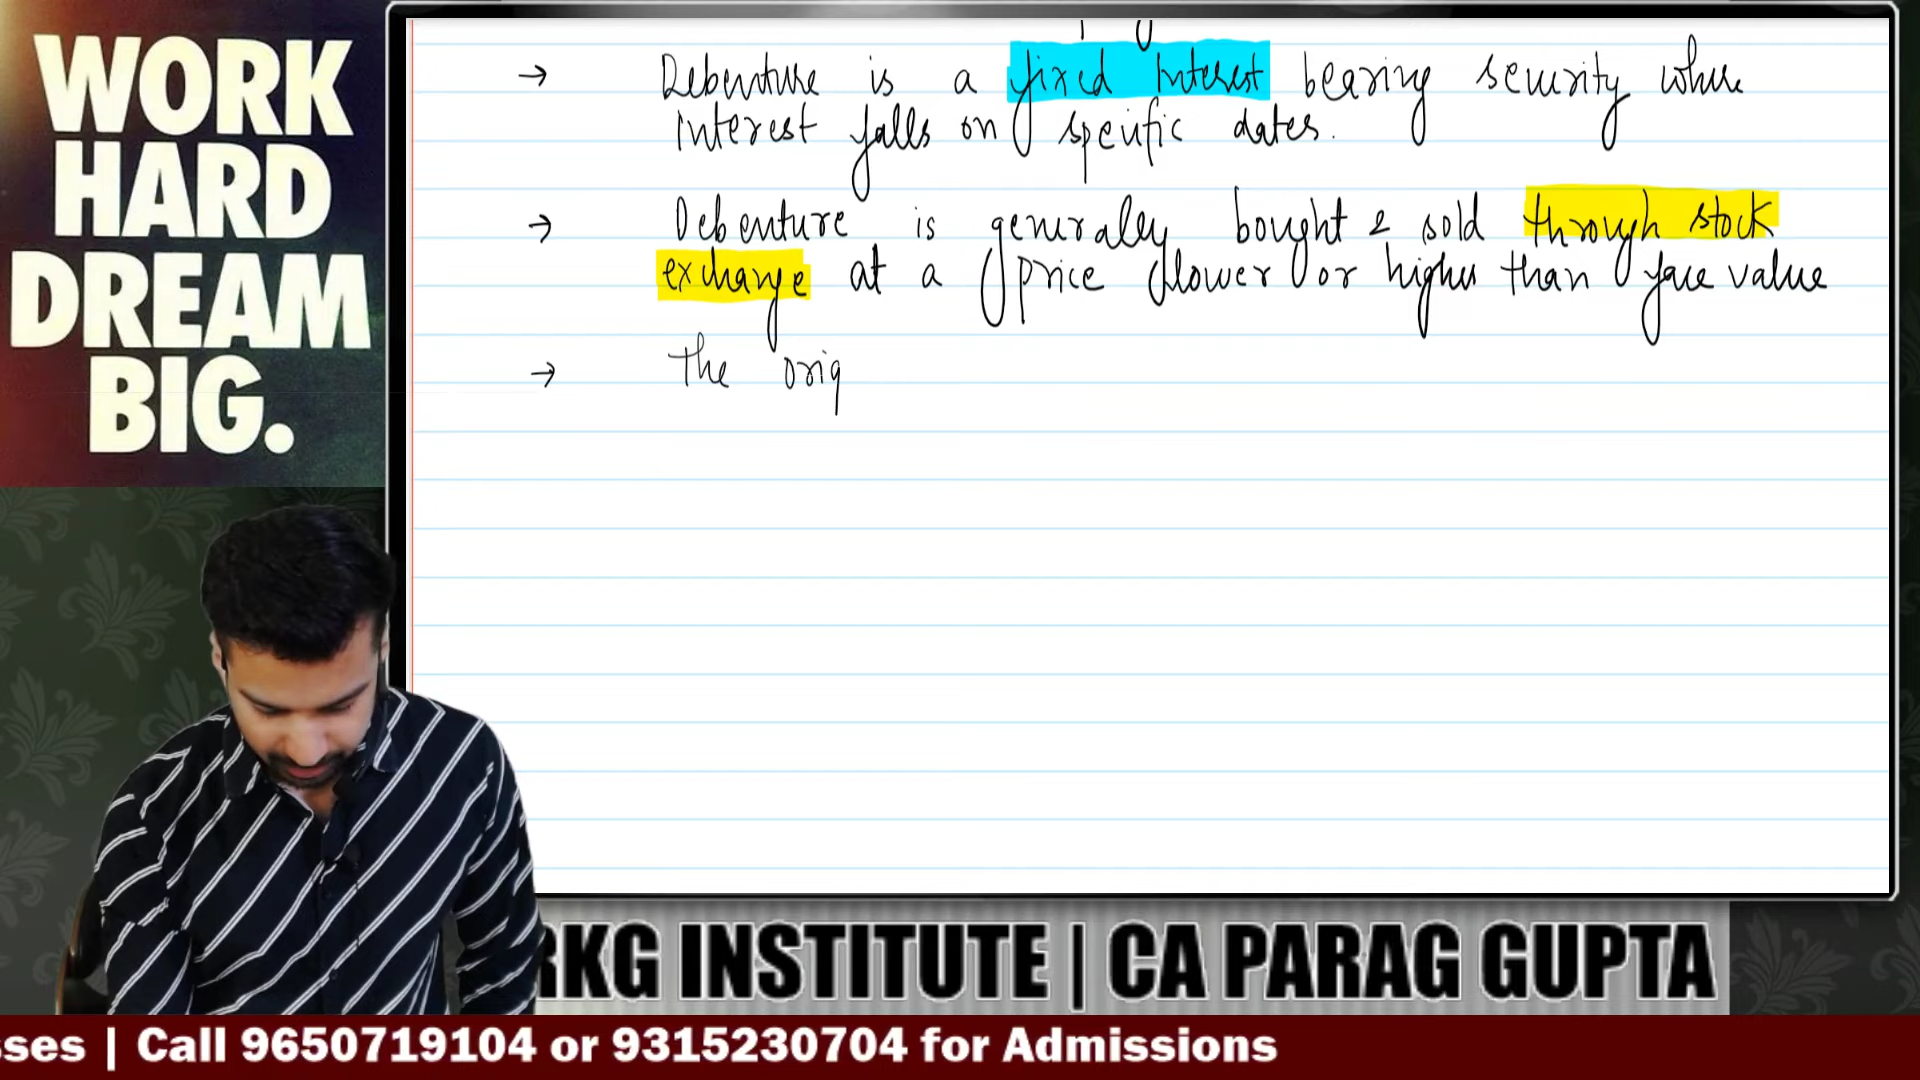 WORK
HARD
DREAM
BIG.
→ Debenture is a fixed interest bearing security where
interest falls on specific dates.
→ Debenture is generally bought & sold through stock
exchange at a price lower or higher than face value
→ The orig
RKG INSTITUTE | CA PARAG GUPTA
sses | Call 9650719104 or 9315230704 for Admissions